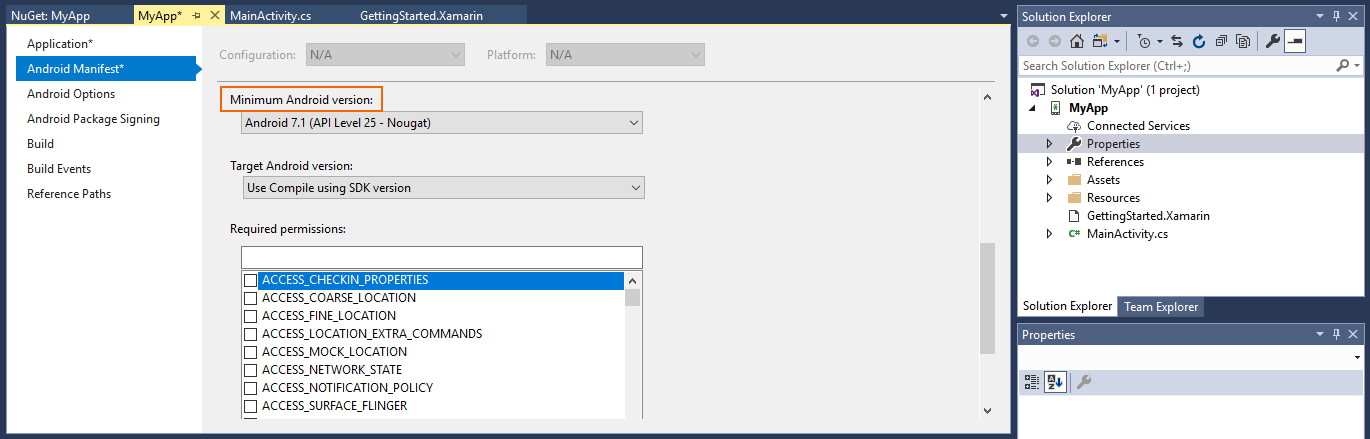 NuGet: MyApp
MyApp*
MainActivity.cs
GettingStarted.Xamarin
Application*
Android Manifest*
Android Options
Android Package Signing
Build
Build Events
Reference Paths
Configuration: N/A
Platform: N/A
Minimum Android version:
Android 7.1 (API Level 25 - Nougat)
Target Android version:
Use Compile using SDK version
Required permissions:
ACCESS_CHECKIN_PROPERTIES
ACCESS_COARSE_LOCATION
ACCESS_FINE_LOCATION
ACCESS_LOCATION_EXTRA_COMMANDS
ACCESS_MOCK_LOCATION
ACCESS_NETWORK_STATE
ACCESS_NOTIFICATION_POLICY
ACCESS_SURFACE_FLINGER
Solution Explorer
Search Solution Explorer (Ctrl+;)
Solution 'MyApp' (1 project)
MyApp
Connected Services
Properties
References
Assets
Resources
GettingStarted.Xamarin
C# MainActivity.cs
Solution Explorer
Team Explorer
Properties